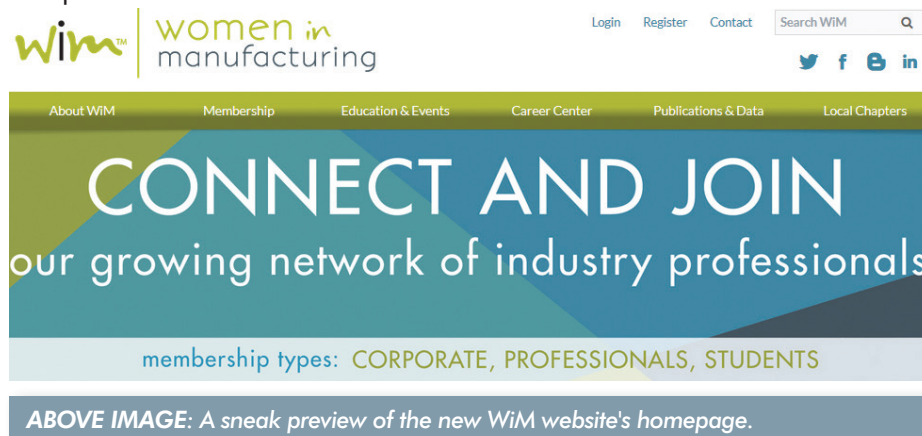 wim™
women in
manufacturing
Login Register Contact Search WiM
About WiM Membership Education & Events Career Center Publications & Data Local Chapters
CONNECT AND JOIN
our growing network of industry professionals
membership types: CORPORATE, PROFESSIONALS, STUDENTS
ABOVE IMAGE: A sneak preview of the new WiM website's homepage.